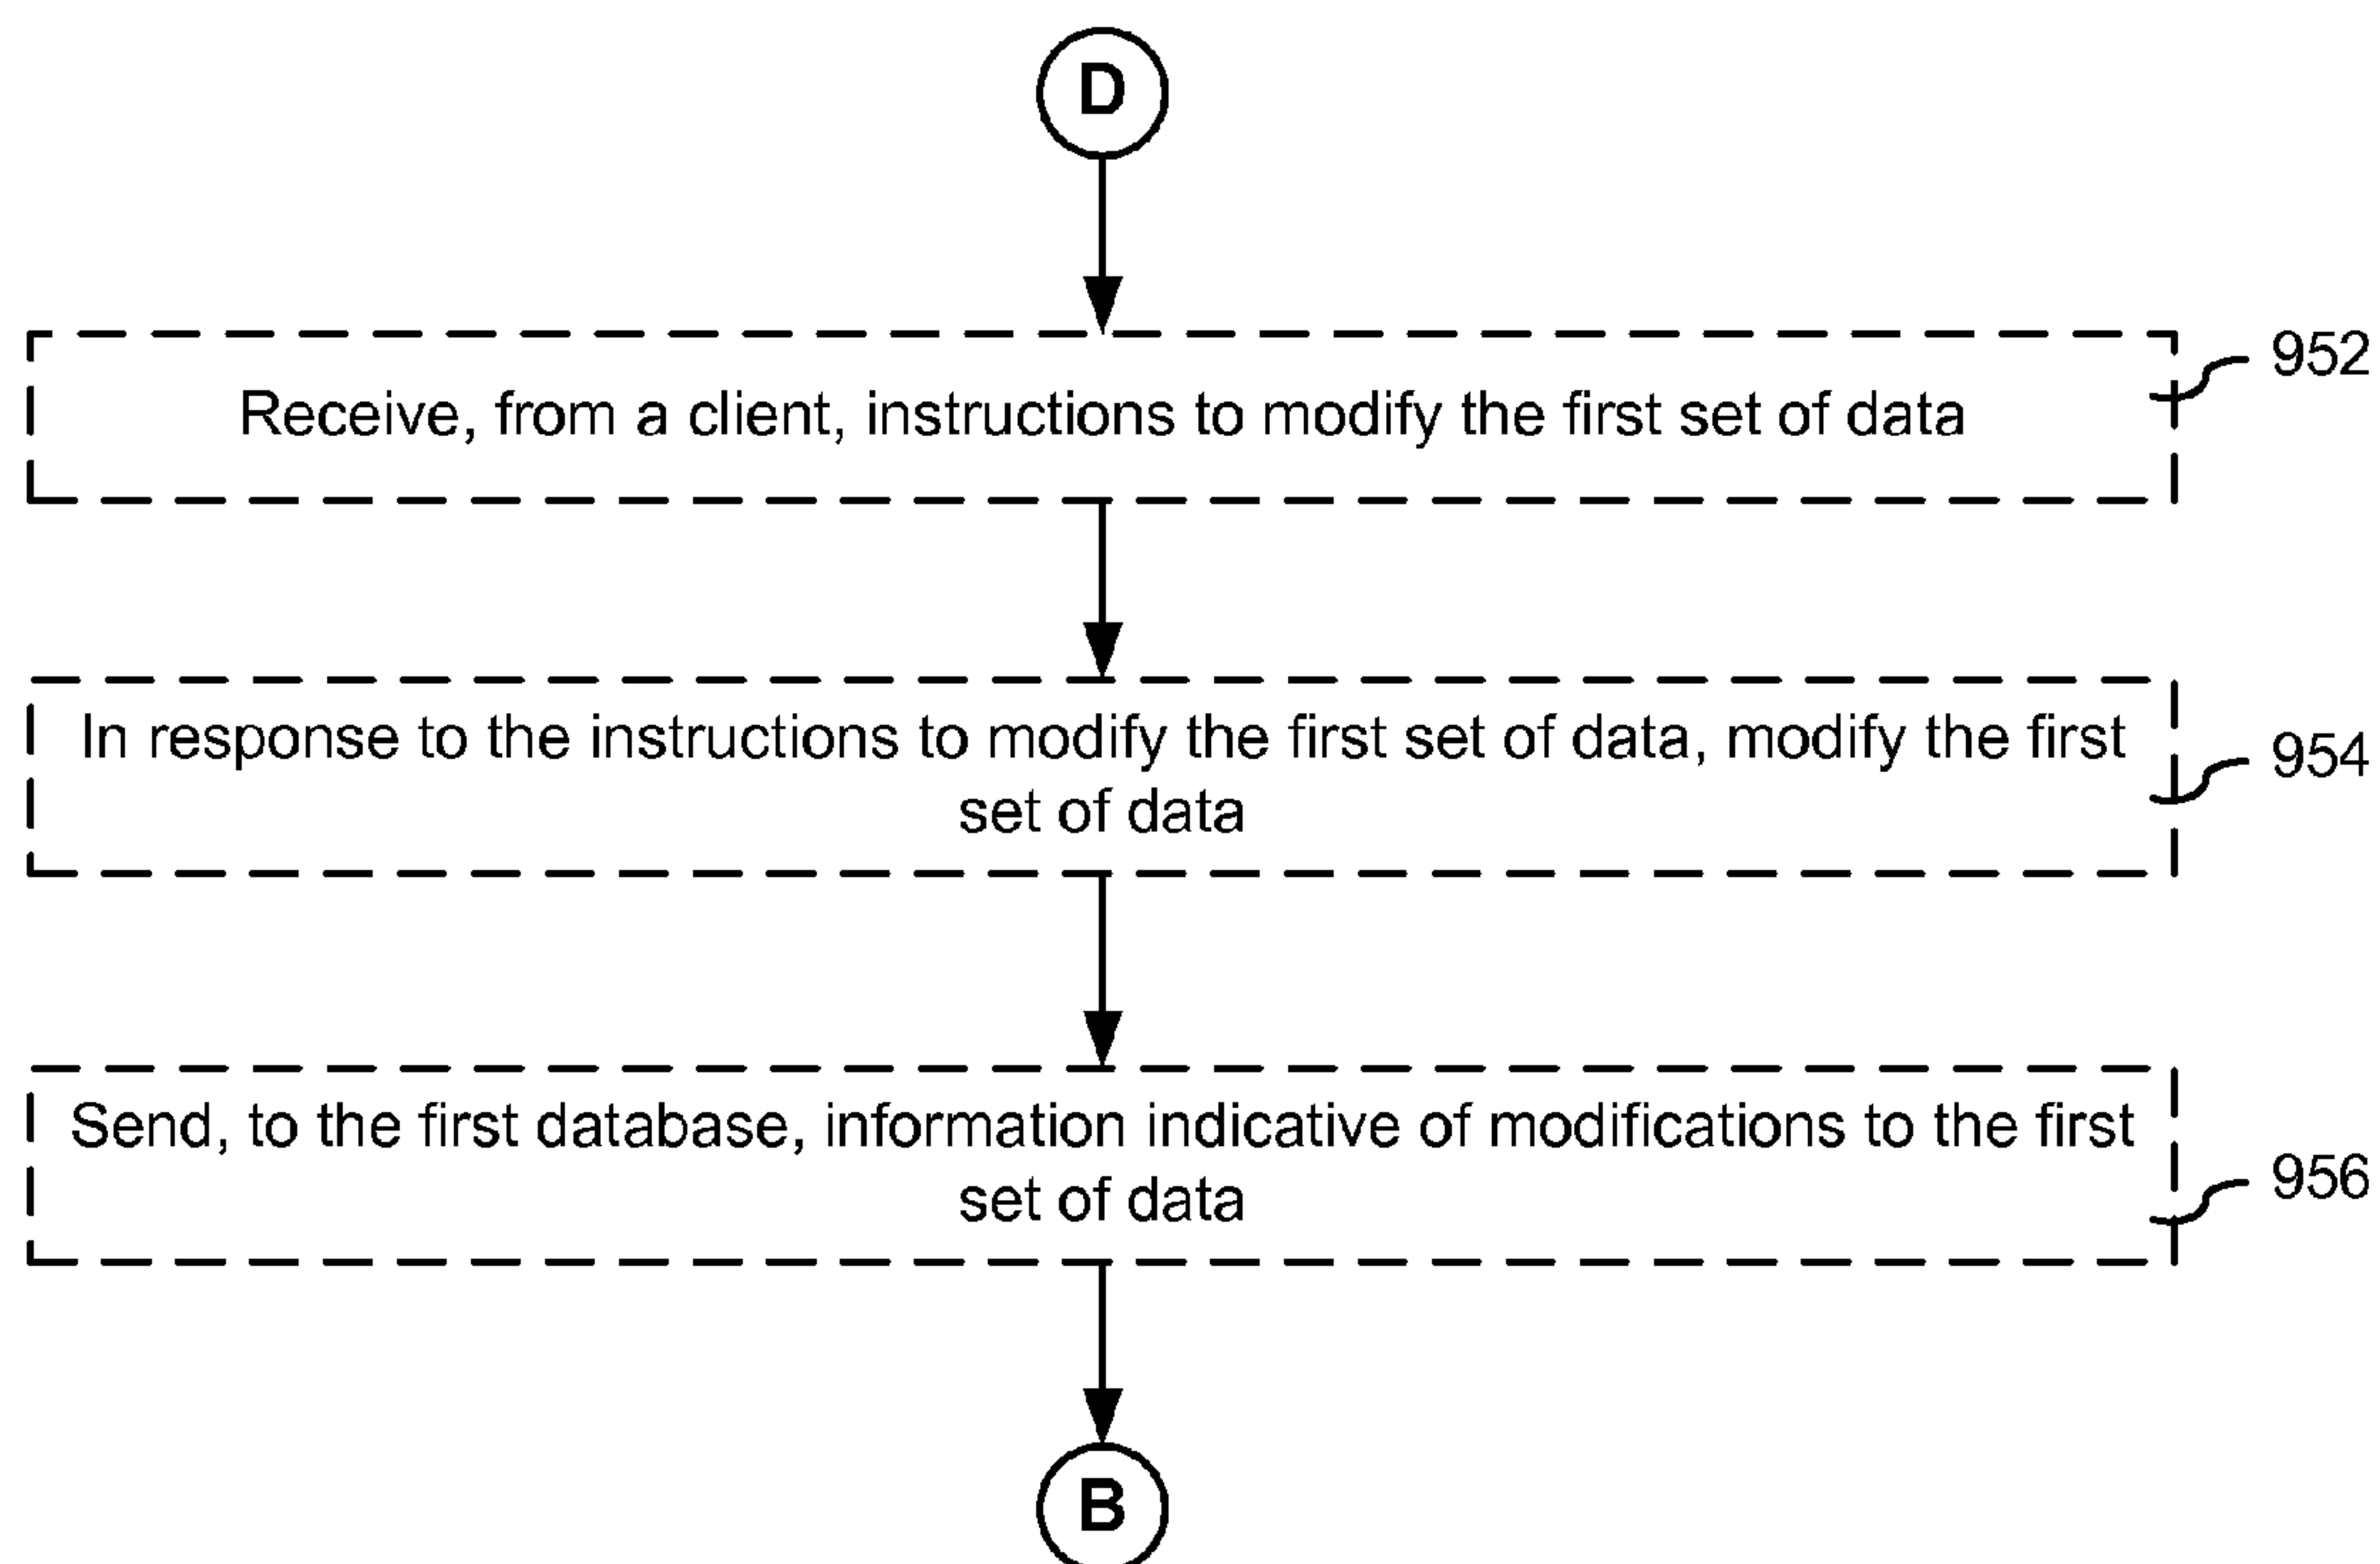 D
Receive, from a client, instructions to modify the first set of data
952
In response to the instructions to modify the first set of data, modify the first
set of data
954
Send, to the first database, information indicative of modifications to the first
set of data
956
B